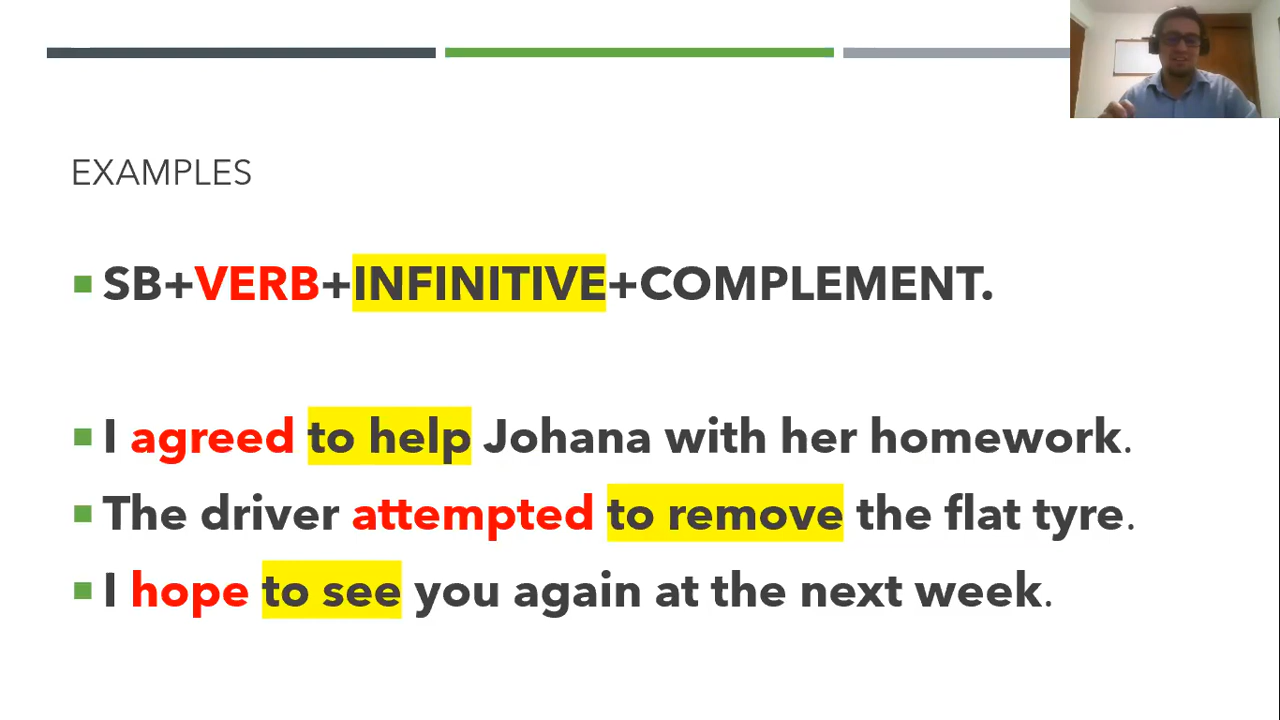 EXAMPLES
SB+VERB+INFINITIVE+COMPLEMENT.
I agreed to help Johana with her homework.
The driver attempted to remove the flat tyre.
I hope to see you again at the next week.